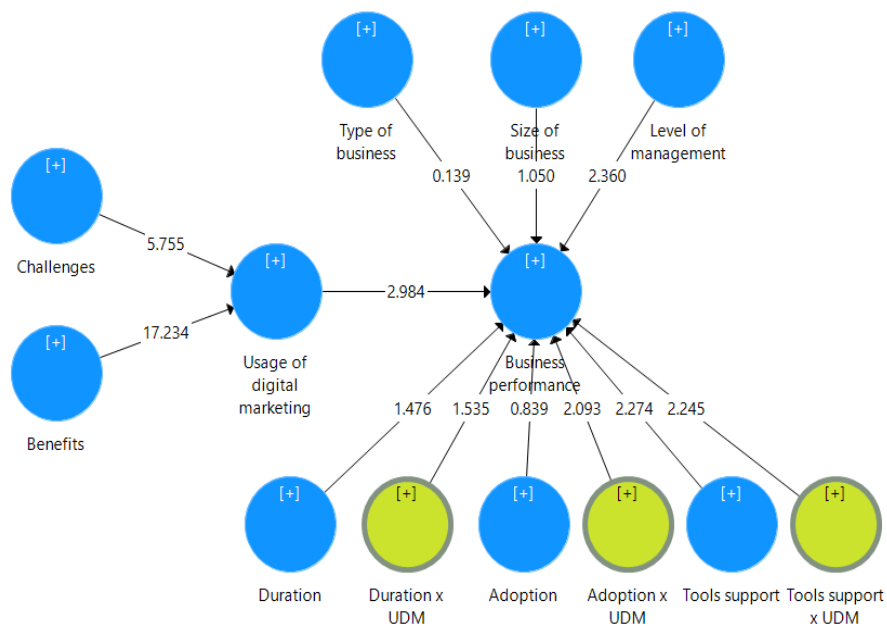 [+]
[+]
[+]
Type of
business
Size of
business
Level of
management
0.139
1.050
2.360
[+]
Challenges
5.755
[+]
Usage of
digital
marketing
2.984
[+]
Business
performance
[+]
Benefits
17.234
1.476
1.535
0.839
2.093
2.274
2.245
[+]
[+]
[+]
[+]
[+]
[+]
Duration
Duration x
UDM
Adoption
Adoption x
UDM
Tools support
Tools support
x UDM